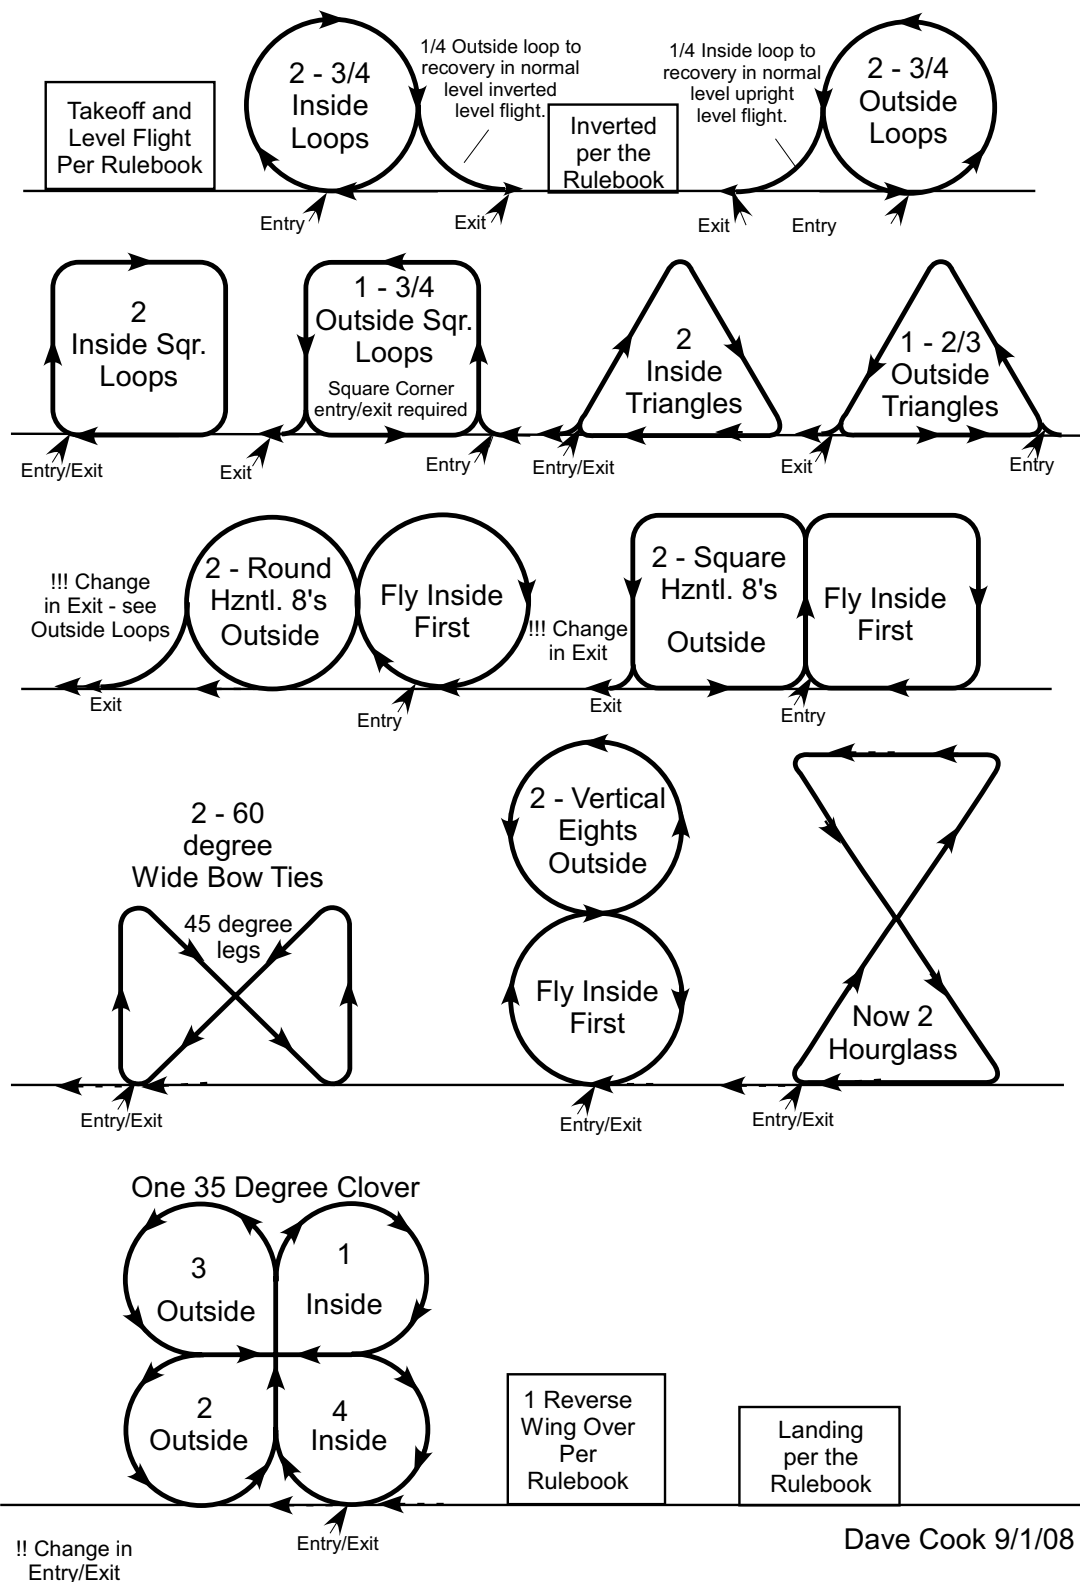 Takeoff and
Level Flight
Per Rulebook
2 - 3/4
Inside
Loops
1/4 Outside loop to
recovery in normal
level inverted
level flight.
Inverted
per the
Rulebook
1/4 Inside loop to
recovery in normal
level upright
level flight.
2 - 3/4
Outside
Loops
Entry
Exit
Exit
Entry
2
Inside Sqr.
Loops
1 - 3/4
Outside Sqr.
Loops
Square Corner
entry/exit required
2
Inside
Triangles
1 - 2/3
Outside
Triangles
Entry/Exit
Exit
Entry
Entry/Exit
Exit
Entry
!!! Change
in Exit - see
Outside Loops
2 - Round
Hzntl. 8's
Outside
Fly Inside
First
!!! Change
in Exit
2 - Square
Hzntl. 8's
Outside
Fly Inside
First
Exit
Entry
Exit
Entry
2 - 60
degree
Wide Bow Ties
45 degree
legs
2 - Vertical
Eights
Outside
Fly Inside
First
Now 2
Hourglass
Entry/Exit
Entry/Exit
Entry/Exit
One 35 Degree Clover
3
Outside
1
Inside
2
Outside
4
Inside
1 Reverse
Wing Over
Per
Rulebook
Landing
per the
Rulebook
Entry/Exit
!! Change in
Entry/Exit
Dave Cook 9/1/08